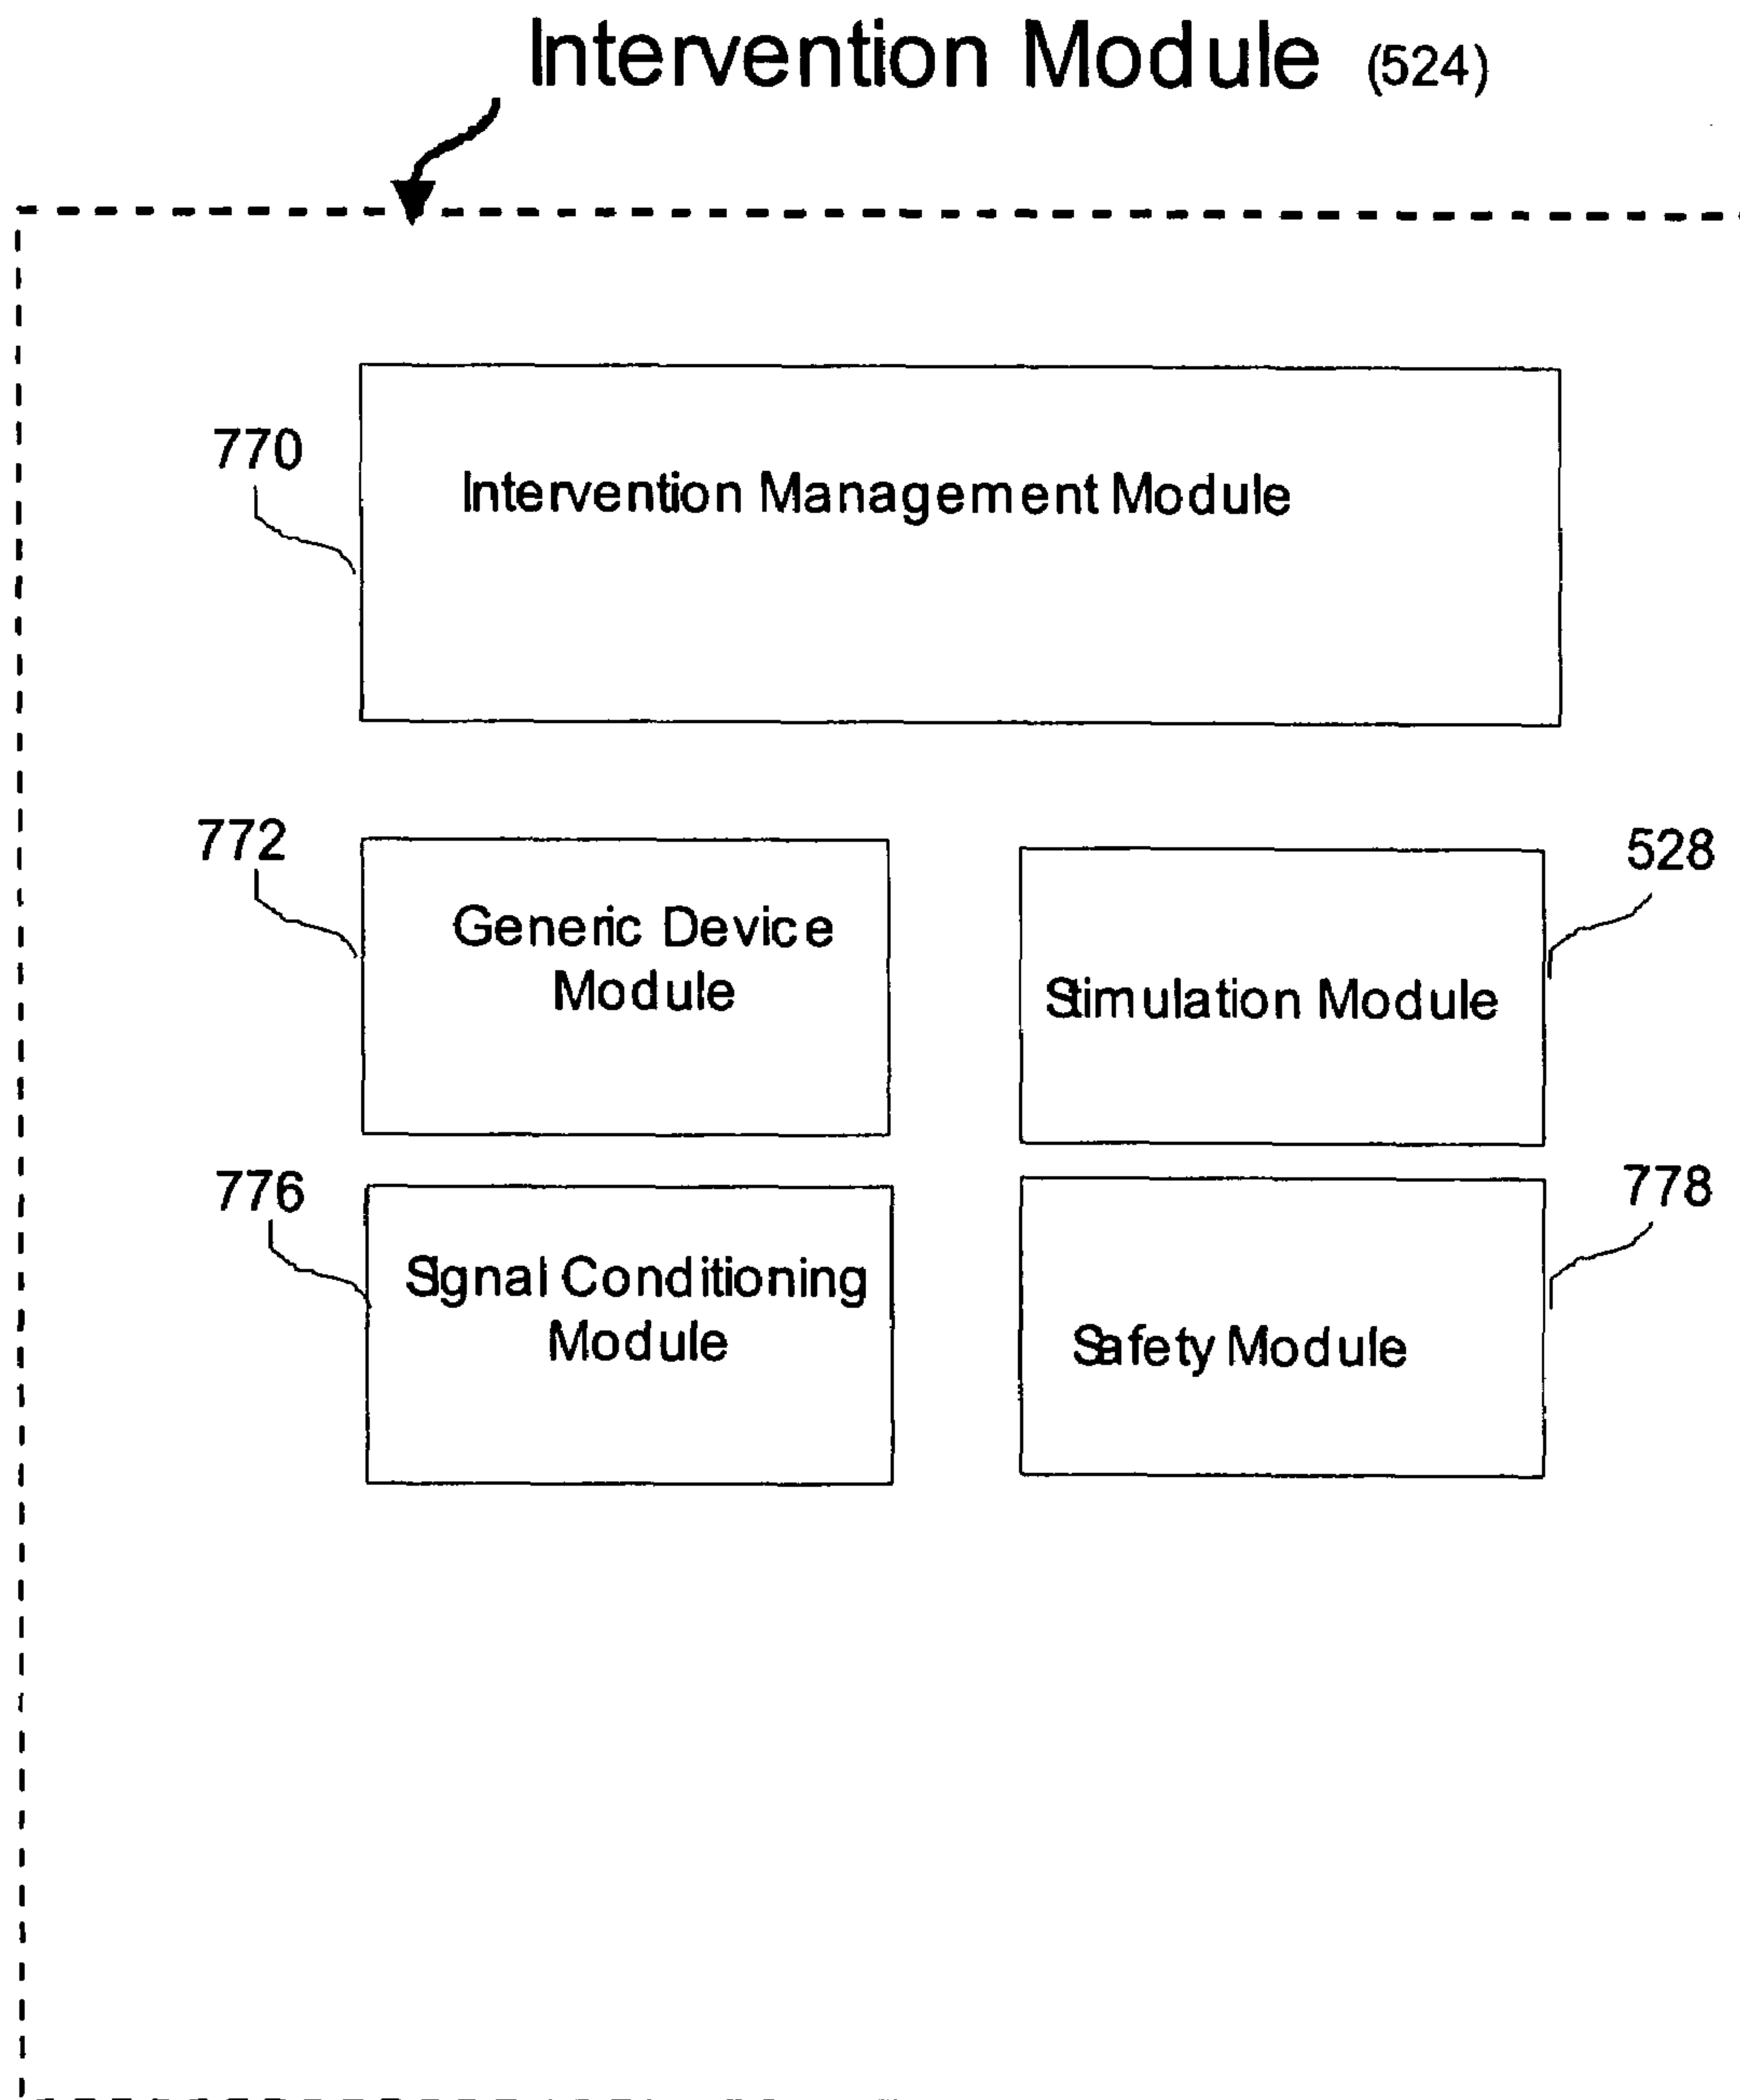 Intervention Module (524)
770
Intervention Management Module
772
Generic Device
Module
528
Stimulation Module
776
Signal Conditioning
Module
778
Safety Module